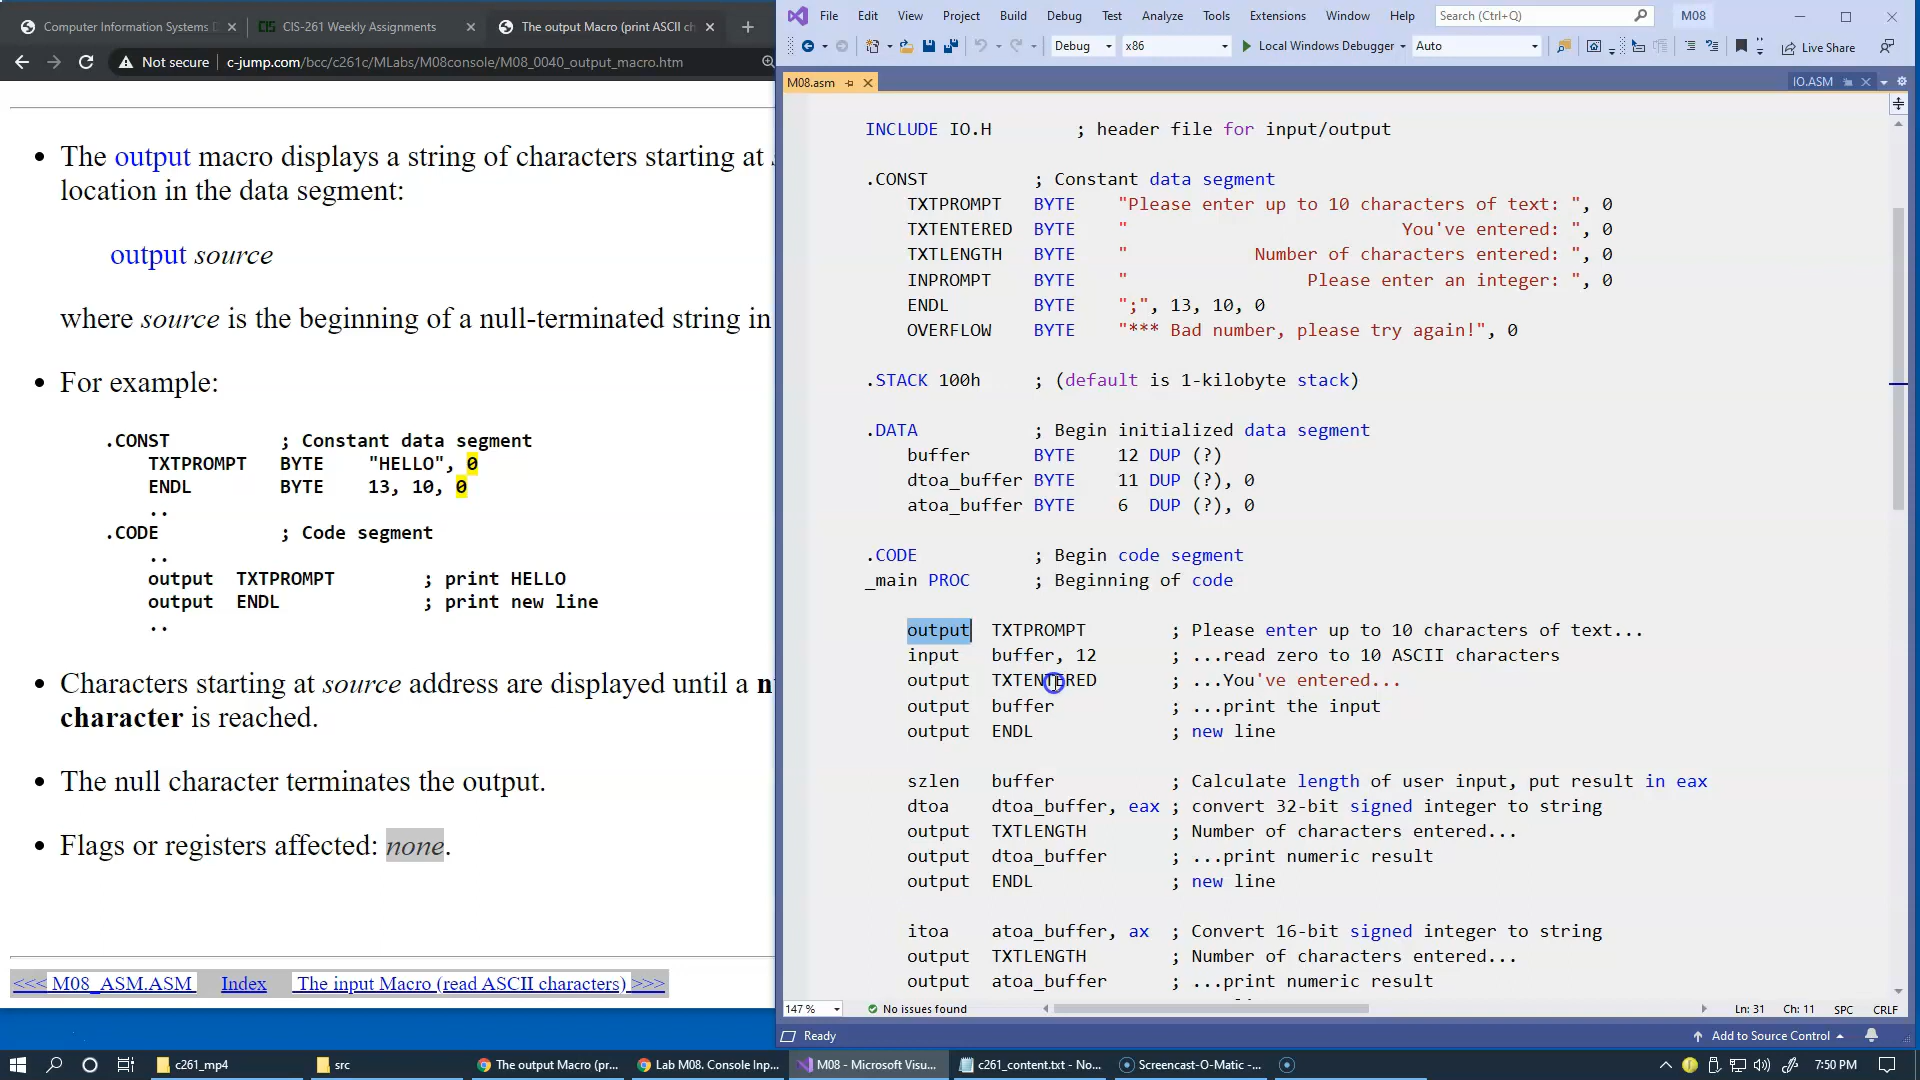 Computer Information Systems D
CIS-261 Weekly Assignments
The output Macro (print ASCII ch
Not secure
c-jump.com/bcc/c261c/MLabs/M08console/M08_0040_output_macro.htm
The output macro displays a string of characters starting at
location in the data segment:
output source
where source is the beginning of a null-terminated string in
For example:
.CONST ; Constant data segment
TXTPROMPT BYTE "HELLO", 0
ENDL BYTE 13, 10, 0
..
.CODE ; Code segment
..
output TXTPROMPT ; print HELLO
output ENDL ; print new line
..
Characters starting at source address are displayed until a
character is reached.
The null character terminates the output.
Flags or registers affected: none.
<<< M08_ASM.ASM Index The input Macro (read ASCII characters) >>>
File Edit View Project Build Debug Test Analyze Tools Extensions Window Help Search (Ctrl+Q) M08
Debug x86 Local Windows Debugger Auto Live Share
M08.asm IO.ASM
INCLUDE IO.H ; header file for input/output
.CONST ; Constant data segment
TXTPROMPT BYTE "Please enter up to 10 characters of text: ", 0
TXTENTERED BYTE " You've entered: ", 0
TXTLENGTH BYTE " Number of characters entered: ", 0
INPROMPT BYTE " Please enter an integer: ", 0
ENDL BYTE ";", 13, 10, 0
OVERFLOW BYTE "*** Bad number, please try again!", 0
.STACK 100h ; (default is 1-kilobyte stack)
.DATA ; Begin initialized data segment
buffer BYTE 12 DUP (?)
dtoa_buffer BYTE 11 DUP (?), 0
atoa_buffer BYTE 6 DUP (?), 0
.CODE ; Begin code segment
_main PROC ; Beginning of code
output TXTPROMPT ; Please enter up to 10 characters of text...
input buffer, 12 ; ...read zero to 10 ASCII characters
output TXTENTERED ; ...You've entered...
output buffer ; ...print the input
output ENDL ; new line
szlen buffer ; Calculate length of user input, put result in eax
dtoa dtoa_buffer, eax ; convert 32-bit signed integer to string
output TXTLENGTH ; Number of characters entered...
output dtoa_buffer ; ...print numeric result
output ENDL ; new line
itoa atoa_buffer, ax ; Convert 16-bit signed integer to string
output TXTLENGTH ; Number of characters entered...
output atoa_buffer ; ...print numeric result
147 % No issues found Ln: 31 Ch: 11 SPC CRLF
Ready Add to Source Control
c261_mp4 src The output Macro (pr... Lab M08. Console Inp... M08 - Microsoft Visu... c261_content.txt - No... Screencast-O-Matic -... 7:50 PM